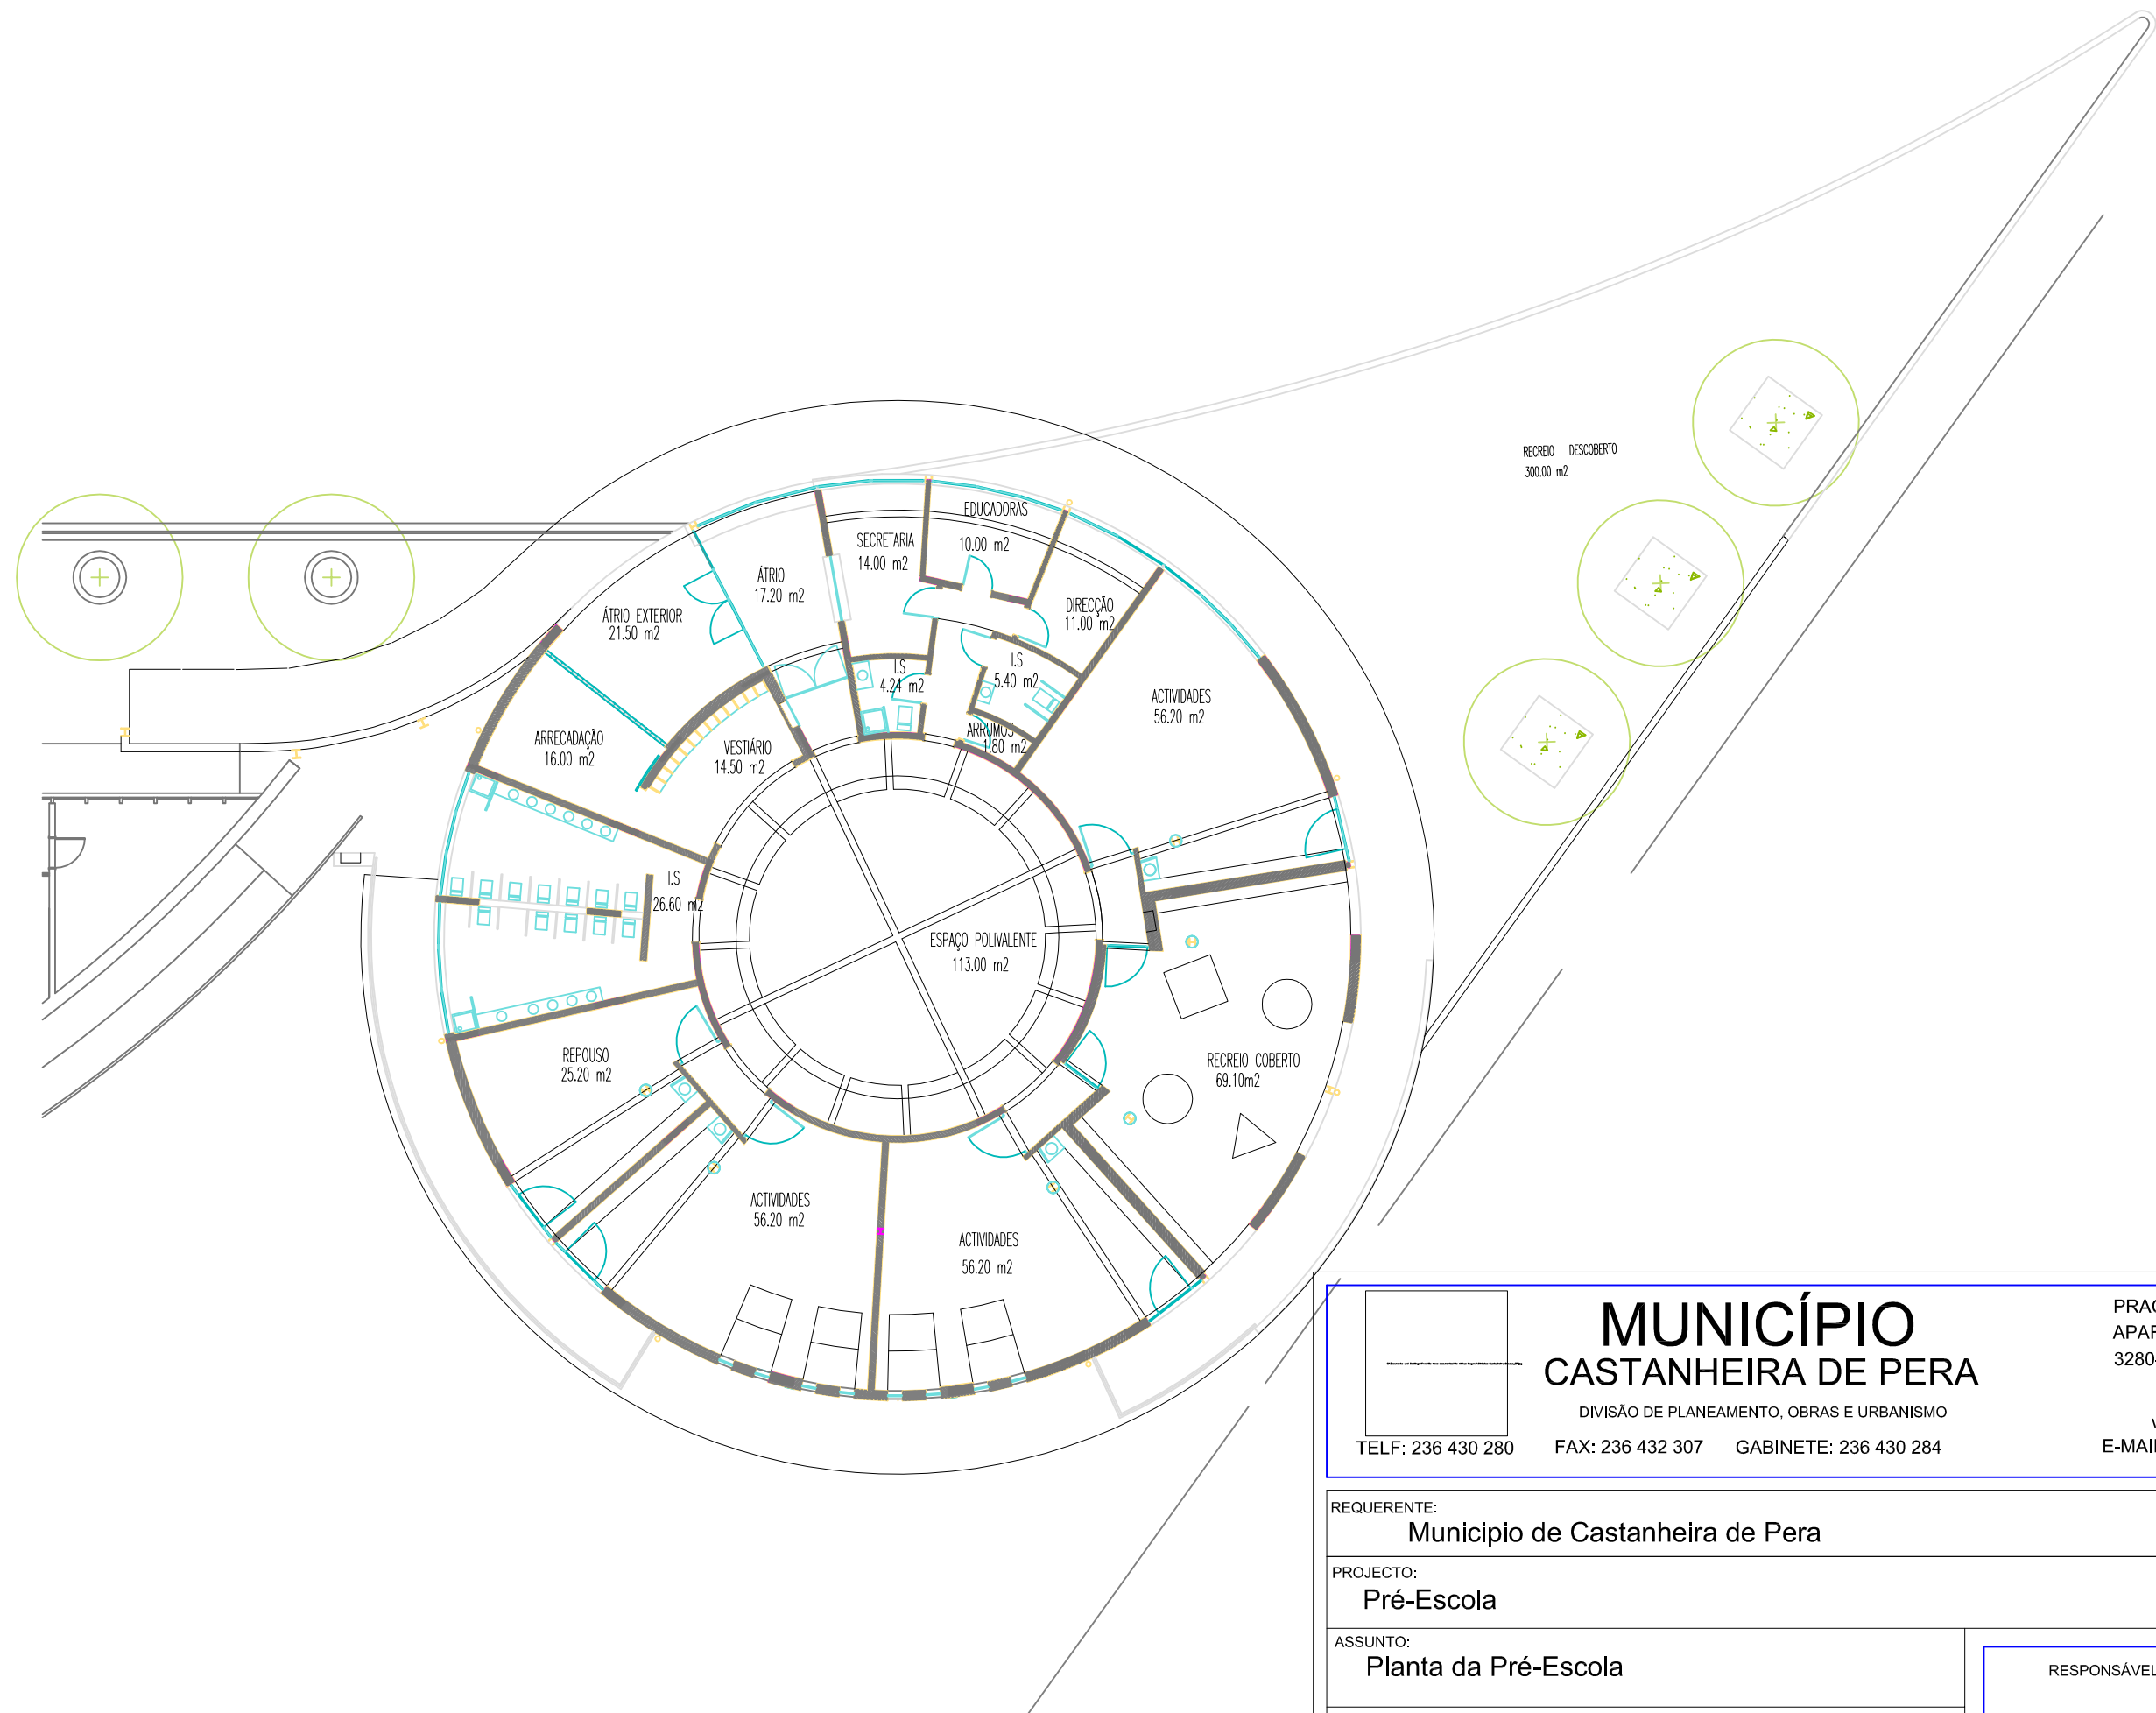 RECREIO DESCOBERTO
300.00 m2
EDUCADORAS
10.00 m2
SECRETARIA
14.00 m2
ÁTRIO
17.20 m2
DIRECÇÃO
11.00 m2
ÁTRIO EXTERIOR
21.50 m2
I.S
4.24 m2
I.S
5.40 m2
ACTIVIDADES
56.20 m2
ARRUMOS
1.80 m2
ARRECADAÇÃO
16.00 m2
VESTIÁRIO
14.50 m2
I.S
26.60 m2
ESPAÇO POLIVALENTE
113.00 m2
REPOUSO
25.20 m2
RECREIO COBERTO
69.10m2
ACTIVIDADES
56.20 m2
ACTIVIDADES
56.20 m2
MUNICÍPIO
CASTANHEIRA DE PERA
DIVISÃO DE PLANEAMENTO, OBRAS E URBANISMO
TELF: 236 430 280 FAX: 236 432 307 GABINETE: 236 430 284
3280
E-MAI
REQUERENTE:
Municipio de Castanheira de Pera
PROJECTO:
Pré-Escola
ASSUNTO:
Planta da Pré-Escola
RESPONSÁVEL